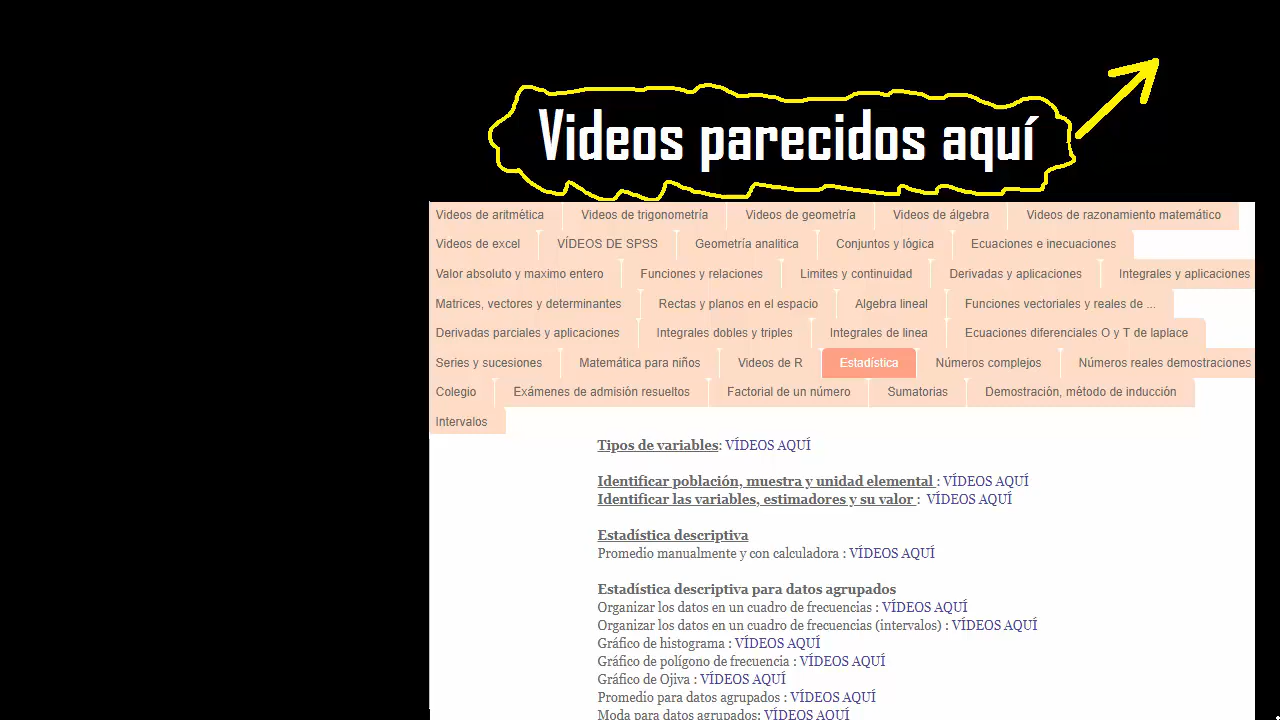 Videos parecidos aquí
Videos de aritmética Videos de trigonometría Videos de geometría Videos de álgebra Videos de razonamiento matemático
Videos de excel VÍDEOS DE SPSS Geometría analitica Conjuntos y lógica Ecuaciones e inecuaciones
Valor absoluto y maximo entero Funciones y relaciones Limites y continuidad Derivadas y aplicaciones Integrales y aplicaciones
Matrices, vectores y determinantes Rectas y planos en el espacio Algebra lineal Funciones vectoriales y reales de ...
Derivadas parciales y aplicaciones Integrales dobles y triples Integrales de linea Ecuaciones diferenciales O y T de laplace
Series y sucesiones Matemática para niños Videos de R Estadística Números complejos Números reales demostraciones
Colegio Exámenes de admisión resueltos Factorial de un número Sumatorias Demostración, método de inducción
Intervalos
Tipos de variables: VÍDEOS AQUÍ
Identificar población, muestra y unidad elemental : VÍDEOS AQUÍ
Identificar las variables, estimadores y su valor : VÍDEOS AQUÍ
Estadística descriptiva
Promedio manualmente y con calculadora : VÍDEOS AQUÍ
Estadística descriptiva para datos agrupados
Organizar los datos en un cuadro de frecuencias : VÍDEOS AQUÍ
Organizar los datos en un cuadro de frecuencias (intervalos) : VÍDEOS AQUÍ
Gráfico de histograma : VÍDEOS AQUÍ
Gráfico de polígono de frecuencia : VÍDEOS AQUÍ
Gráfico de Ojiva : VÍDEOS AQUÍ
Promedio para datos agrupados : VÍDEOS AQUÍ
Moda para datos agrupados: VÍDEOS AQUÍ